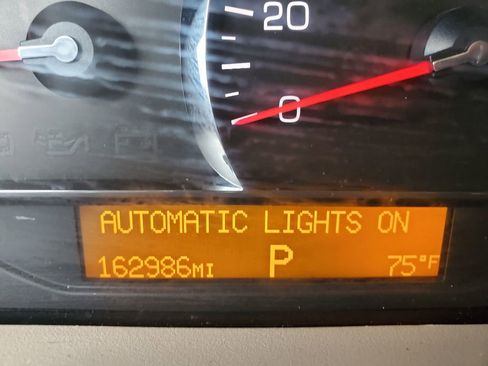 20
0
AUTOMATIC LIGHTS ON
162986MI P 75°F